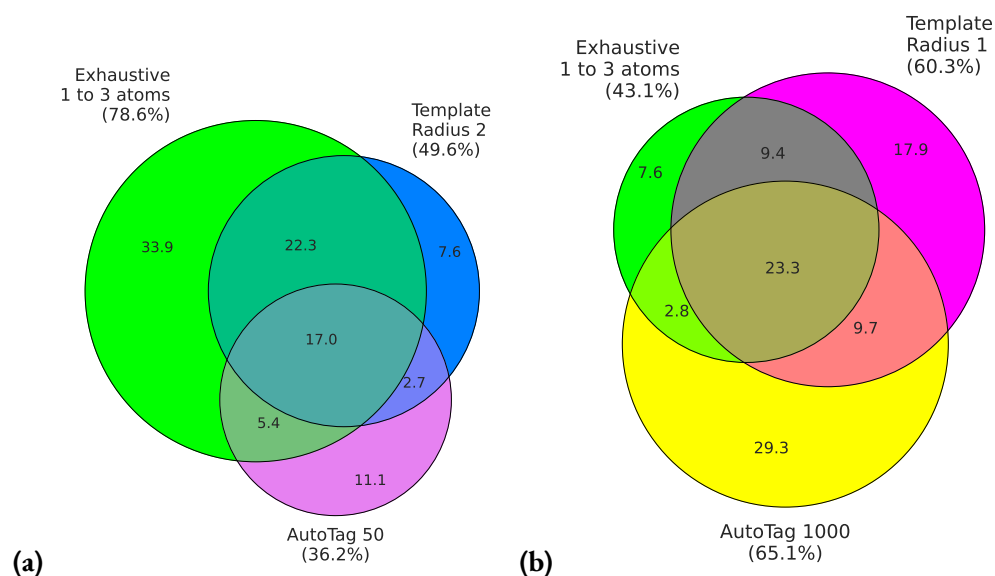 Exhaustive
1 to 3 atoms
(78.6%)
Template
Radius 2
(49.6%)
33.9
22.3
7.6
17.0
2.7
5.4
11.1
AutoTag 50
(36.2%)
(a)
Template
Radius 1
(60.3%)
Exhaustive
1 to 3 atoms
(43.1%)
7.6
9.4
17.9
23.3
2.8
9.7
29.3
AutoTag 1000
(65.1%)
(b)